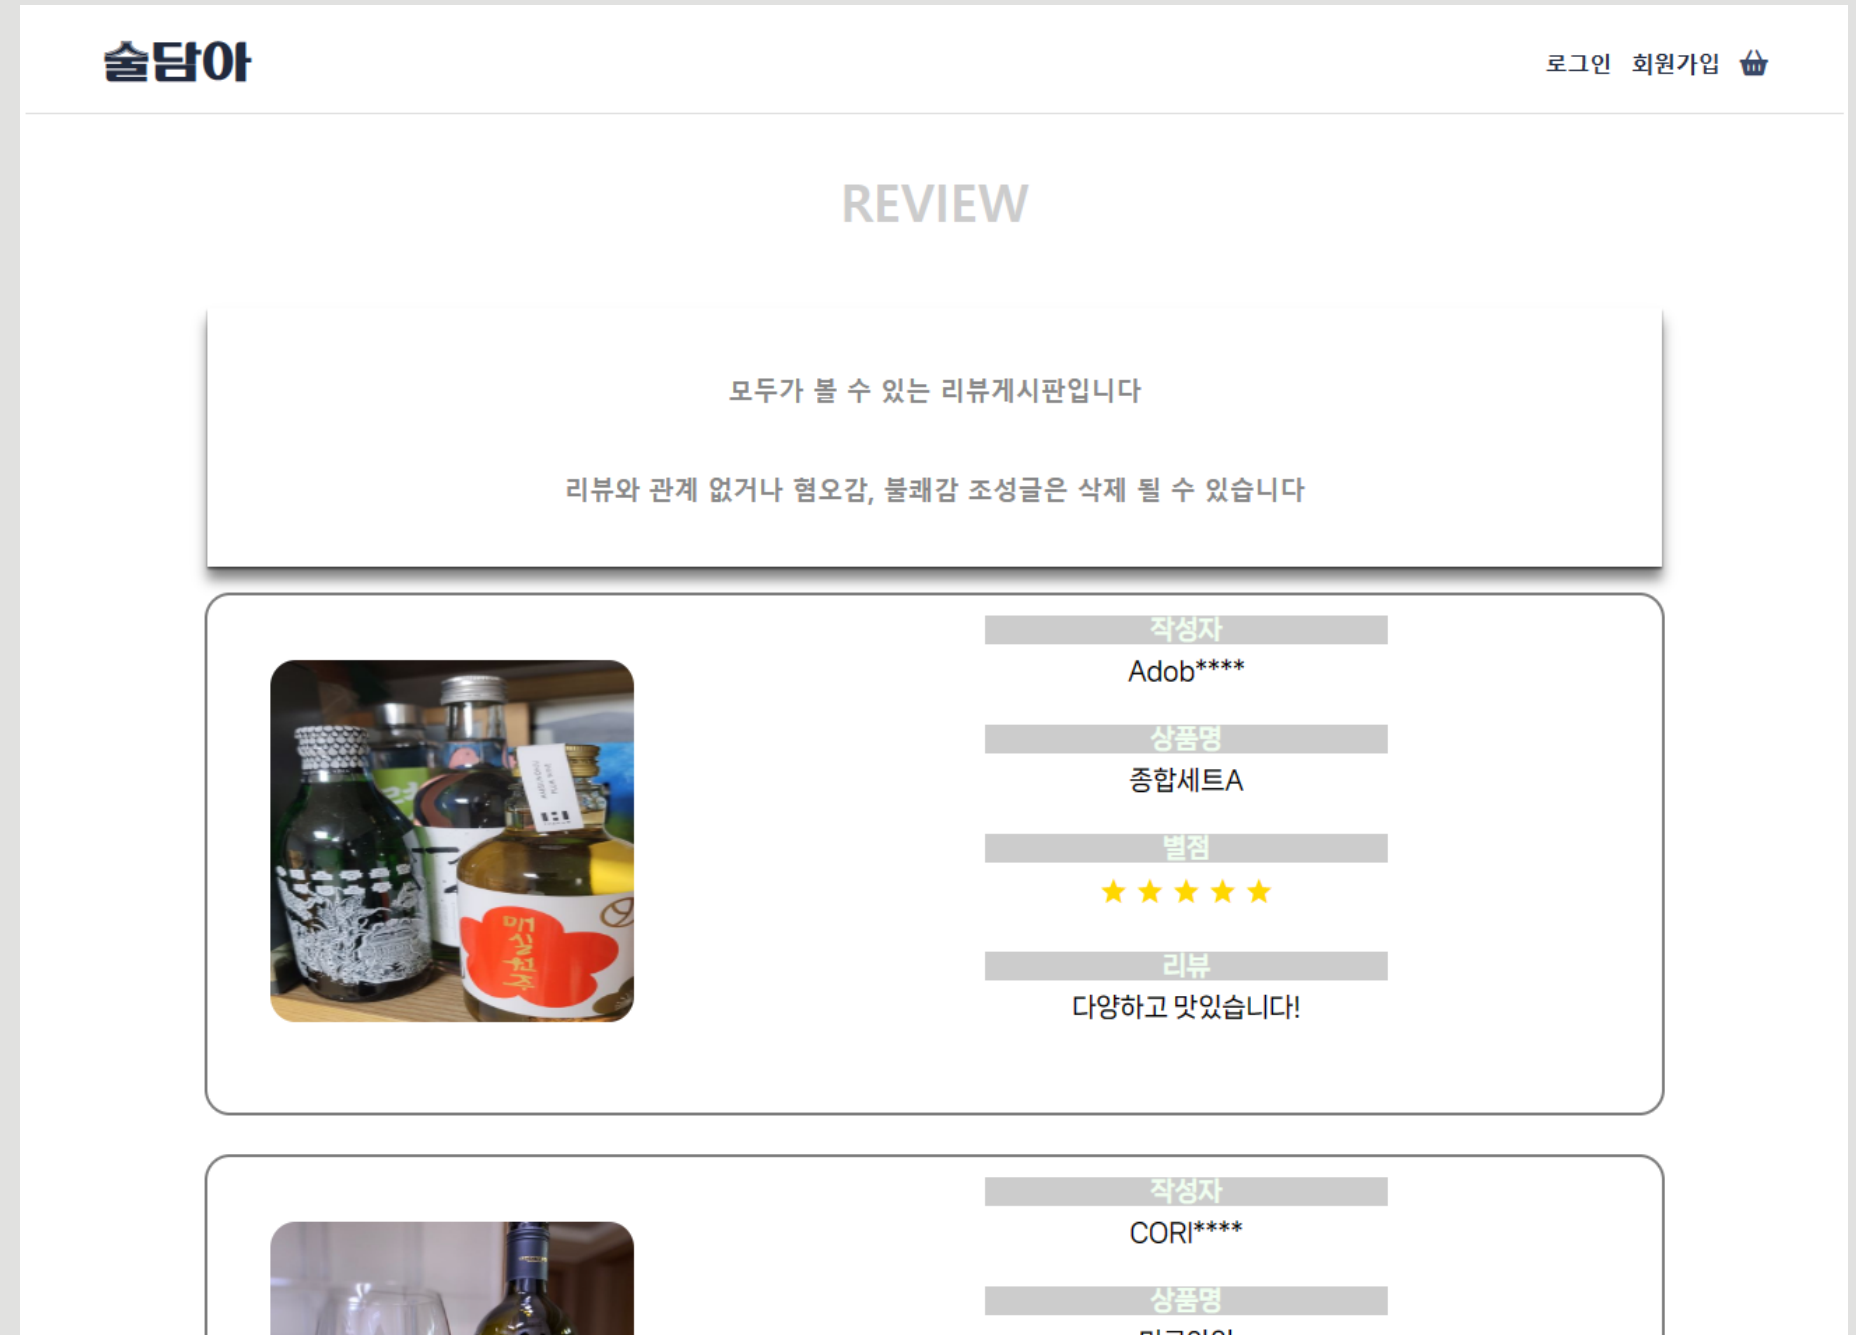 술담아
로그인 회원가입
REVIEW
모두가 볼 수 있는 리뷰게시판입니다
리뷰와 관계 없거나 혐오감, 불쾌감 조성글은 삭제 될 수 있습니다
작성자
Adob****
상품명
종합세트A
별점
리뷰
다양하고 맛있습니다!
매실원주
작성자
CORI****
상품명